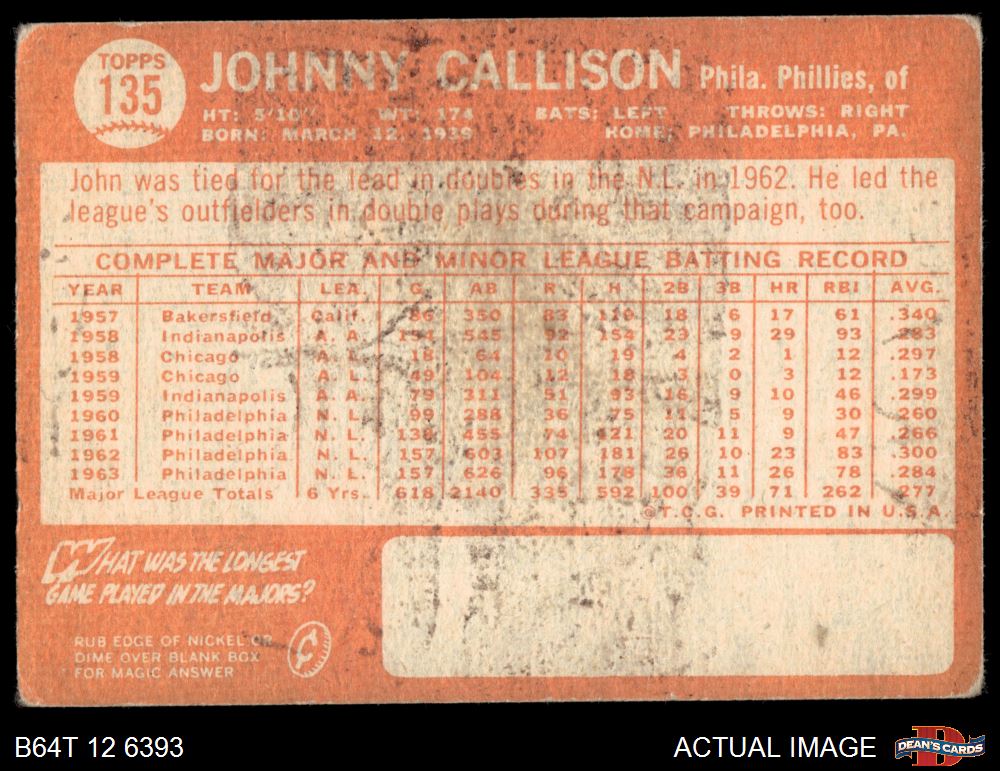 TOPPS
135
JOHNNY CALLISON Phila. Phillies, of
HT: 5'10" WT: 174 BATS: LEFT THROWS: RIGHT
BORN: MARCH 12, 1939 HOME: PHILADELPHIA, PA.
John was tied for the lead in doubles in the N.L. in 1962. He led the
league's outfielders in double plays during that campaign, too.
COMPLETE MAJOR AND MINOR LEAGUE BATTING RECORD
YEAR TEAM LEA. G AB R H 2B 3B HR RBI AVG.
1957 Bakersfield Calif. 86 350 83 119 18 6 17 61 .340
1958 Indianapolis A. A. 154 545 92 154 23 9 29 93 .283
1958 Chicago A. L. 18 64 10 19 4 2 1 12 .297
1959 Chicago A. L. 49 104 12 18 3 0 3 12 .173
1959 Indianapolis A. A. 79 311 51 93 16 9 10 46 .299
1960 Philadelphia N. L. 99 288 36 75 11 5 9 30 .260
1961 Philadelphia N. L. 138 455 74 121 20 11 9 47 .266
1962 Philadelphia N. L. 157 603 107 181 26 10 23 83 .300
1963 Philadelphia N. L. 157 626 96 178 36 11 26 78 .284
Major League Totals 6 Yrs. 618 2140 335 592 100 39 71 262 .277
©T.C.G. PRINTED IN U.S.A.
WHAT WAS THE LONGEST
GAME PLAYED IN THE MAJORS?
RUB EDGE OF NICKEL OR
DIME OVER BLANK BOX
FOR MAGIC ANSWER
¢
B64T 12 6393 ACTUAL IMAGE DEAN'S CARDS